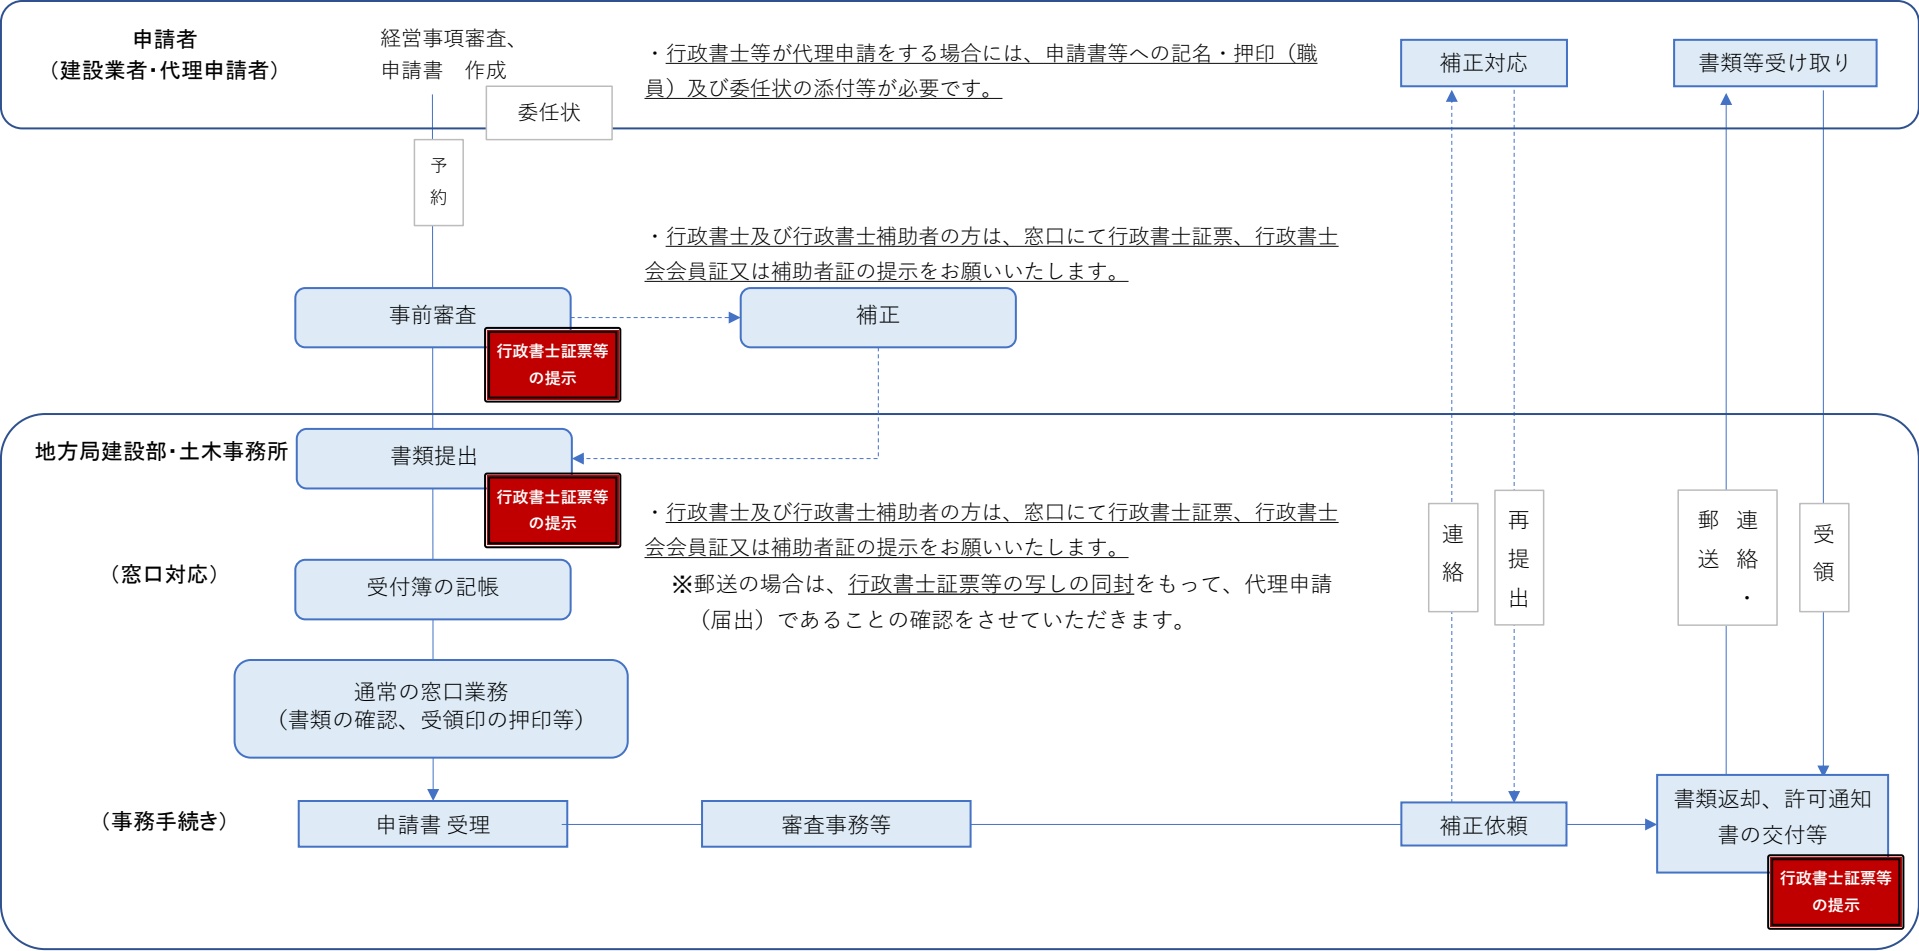 申請者
（建設業者・代理申請者）
経営事項審査、
申請書　作成
委任状
・行政書士等が代理申請をする場合には、申請書等への記名・押印（職
員）及び委任状の添付等が必要です。
補正対応
書類等受け取り
予
約
・行政書士及び行政書士補助者の方は、窓口にて行政書士証票、行政書士
会会員証又は補助者証の提示をお願いいたします。
事前審査
補正
行政書士証票等
の提示
地方局建設部・土木事務所
書類提出
行政書士証票等
の提示
・行政書士及び行政書士補助者の方は、窓口にて行政書士証票、行政書士
会会員証又は補助者証の提示をお願いいたします。
※郵送の場合は、行政書士証票等の写しの同封をもって、代理申請
（届出）であることの確認をさせていただきます。
連絡
再提出
連絡・
郵送
受領
（窓口対応）
受付簿の記帳
通常の窓口業務
（書類の確認、受領印の押印等）
（事務手続き）
申請書 受理
審査事務等
補正依頼
書類返却、許可通知
書の交付等
行政書士証票等
の提示